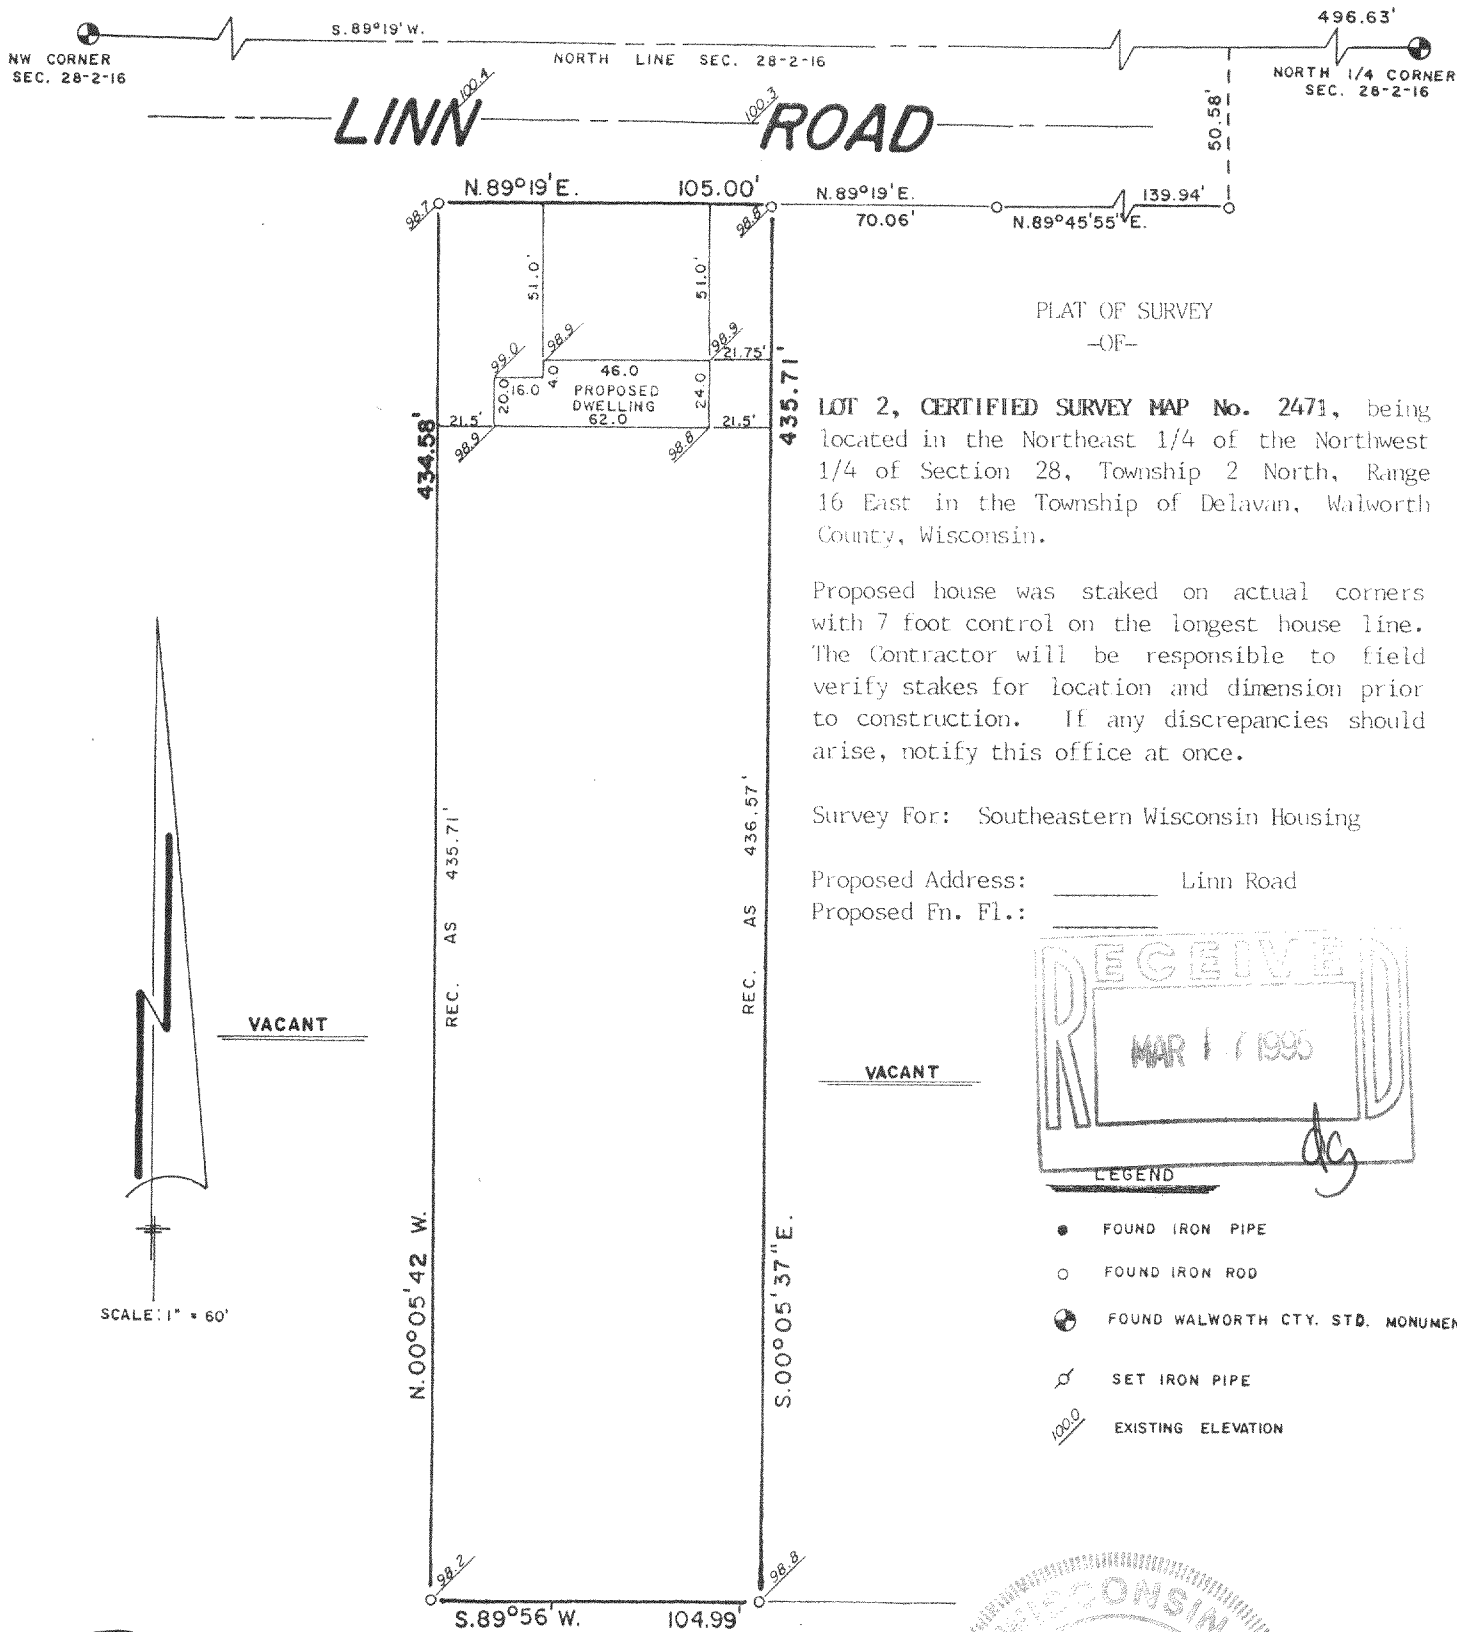 S.89°19'W.
496.63'
NW CORNER
SEC. 28-2-16
NORTH LINE SEC. 28-2-16
NORTH 1/4 CORNER
SEC. 28-2-16
100.4
100.3
LINN ROAD
50.58'
N.89°19'E. 105.00'
N.89°19'E.
70.06'
139.94'
N.89°45'55"E.
98.7
98.8
51.0'
51.0'
99.0
98.9
98.9
21.75'
46.0
4.0
16.0
20.0
24.0
PROPOSED
DWELLING
62.0
21.5'
21.5'
98.9
98.8
434.58'
435.71'
PLAT OF SURVEY
-OF-
LOT 2, CERTIFIED SURVEY MAP No. 2471, being
located in the Northeast 1/4 of the Northwest
1/4 of Section 28, Township 2 North, Range
16 East in the Township of Delavan, Walworth
County, Wisconsin.
Proposed house was staked on actual corners
with 7 foot control on the longest house line.
The Contractor will be responsible to field
verify stakes for location and dimension prior
to construction. If any discrepancies should
arise, notify this office at once.
Survey For: Southeastern Wisconsin Housing
Proposed Address: ________ Linn Road
Proposed Fn. Fl.: ________
REC. AS 435.71'
REC. AS 436.57'
RECEIVED
MAR 17 1995
dg
VACANT
VACANT
N
SCALE: 1" = 60'
N.00°05'42 W.
S.00°05'37"E.
LEGEND
FOUND IRON PIPE
FOUND IRON ROD
FOUND WALWORTH CTY. STD. MONUMEN
SET IRON PIPE
100.0 EXISTING ELEVATION
98.2
98.8
S.89°56'W. 104.99'
WISCONSIN